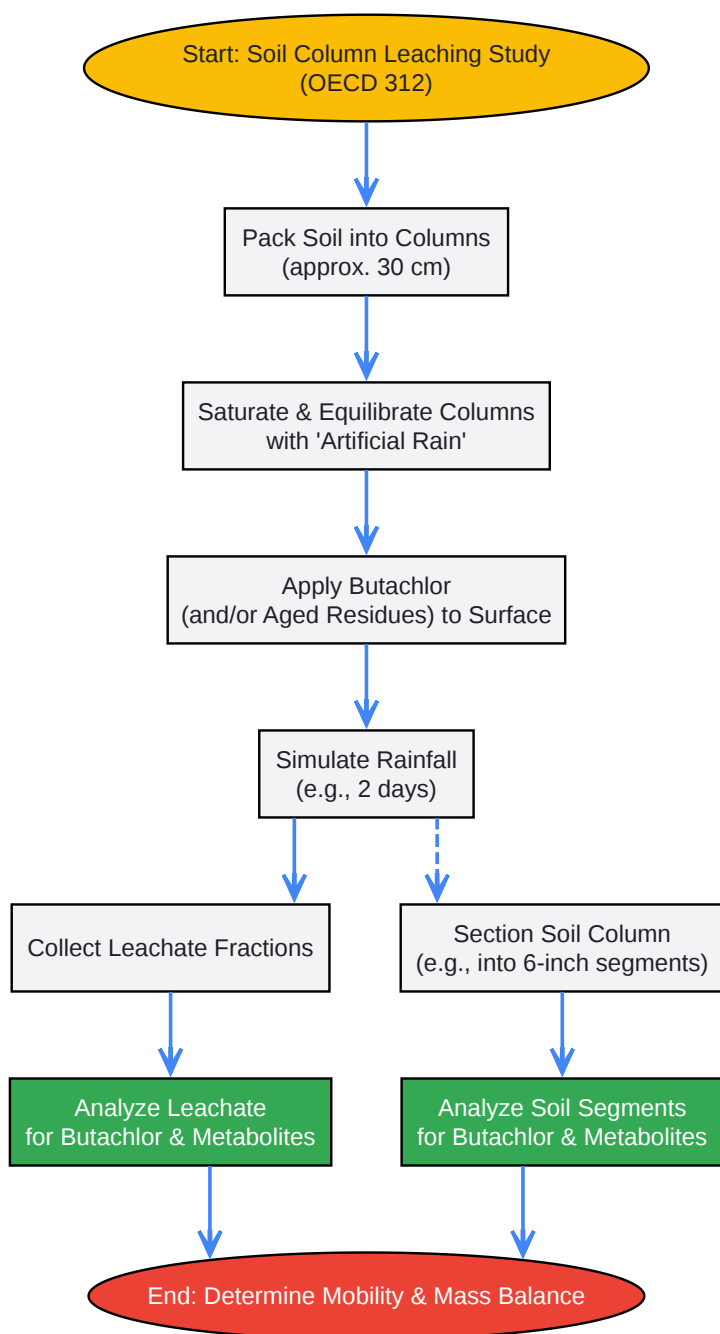 Start: Soil Column Leaching Study
(OECD 312)
Pack Soil into Columns
(approx. 30 cm)
Saturate & Equilibrate Columns
with 'Artificial Rain'
Apply Butachlor
(and/or Aged Residues) to Surface
Simulate Rainfall
(e.g., 2 days)
Collect Leachate Fractions
Section Soil Column
(e.g., into 6-inch segments)
Analyze Leachate
for Butachlor & Metabolites
Analyze Soil Segments
for Butachlor & Metabolites
End: Determine Mobility & Mass Balance